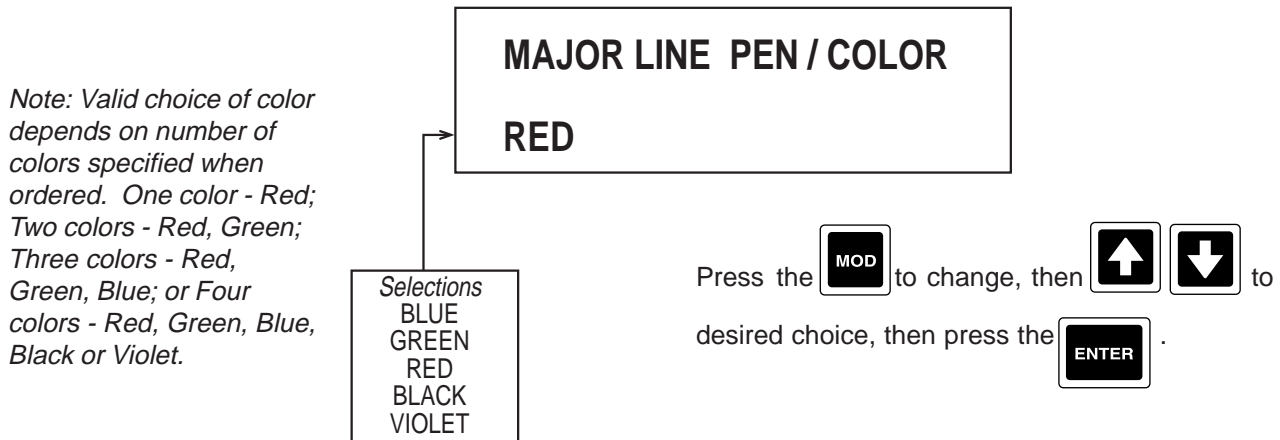 MAJOR LINE PEN / COLOR
RED
Note: Valid choice of color
depends on number of
colors specified when
ordered. One color - Red;
Two colors - Red, Green;
Three colors - Red,
Green, Blue; or Four
colors - Red, Green, Blue,
Black or Violet.
Selections
BLUE
GREEN
RED
BLACK
VIOLET
Press the MOD to change, then to
desired choice, then press the ENTER .